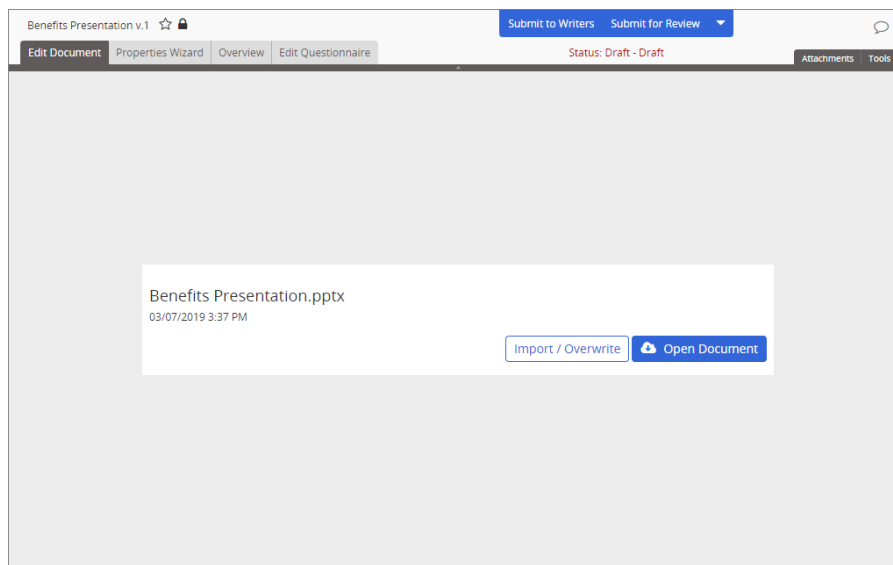 Benefits Presentation v.1
Submit to Writers Submit for Review
Edit Document Properties Wizard Overview Edit Questionnaire
Status: Draft - Draft
Attachments Tools
Benefits Presentation.pptx
03/07/2019 3:37 PM
Import / Overwrite Open Document